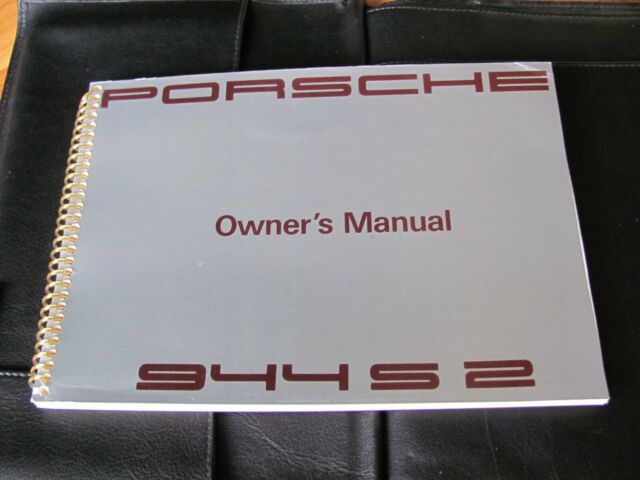 PORSCHE
Owner's Manual
944 S 2